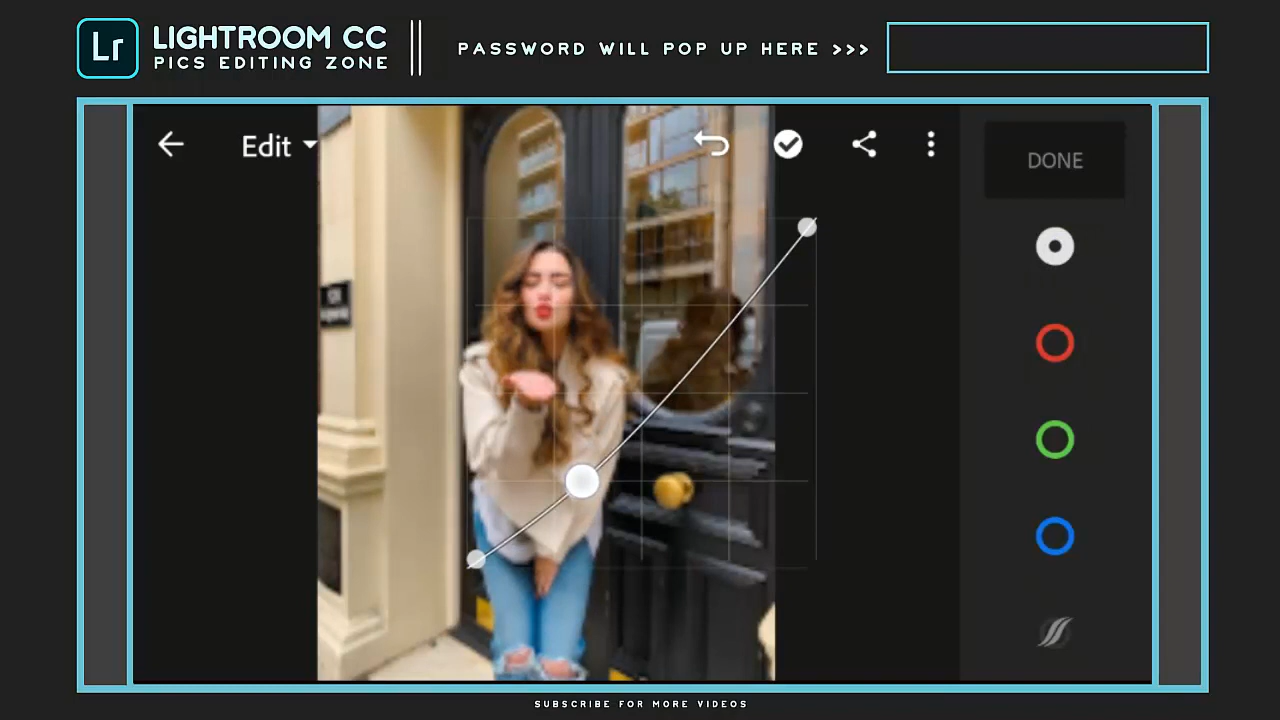 Lr
LIGHTROOM CC
PICS EDITING ZONE
PASSWORD WILL POP UP HERE >>>
Edit
DONE
SUBSCRIBE FOR MORE VIDEOS